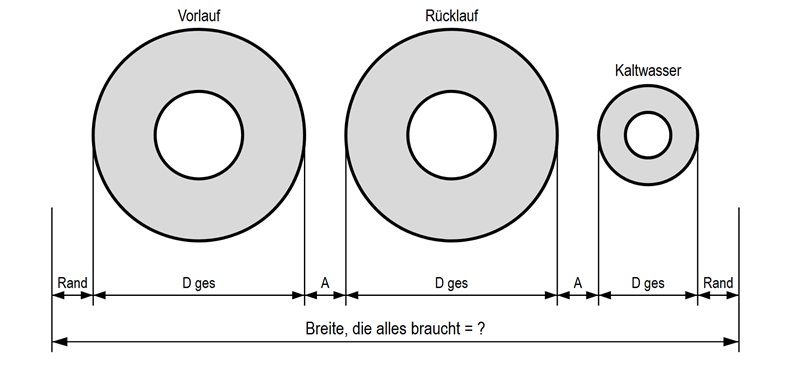 Vorlauf
Rücklauf
Kaltwasser
Rand
D ges
A
D ges
A
D ges
Rand
Breite, die alles braucht = ?